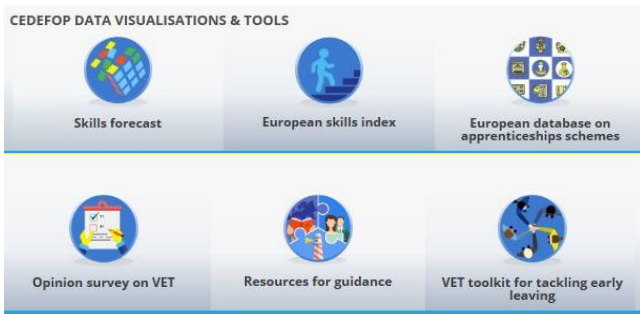 CEDEFOP DATA VISUALISATIONS & TOOLS
Skills forecast
European skills index
European database on
apprenticeships schemes
Opinion survey on VET
Resources for guidance
VET toolkit for tackling early
leaving